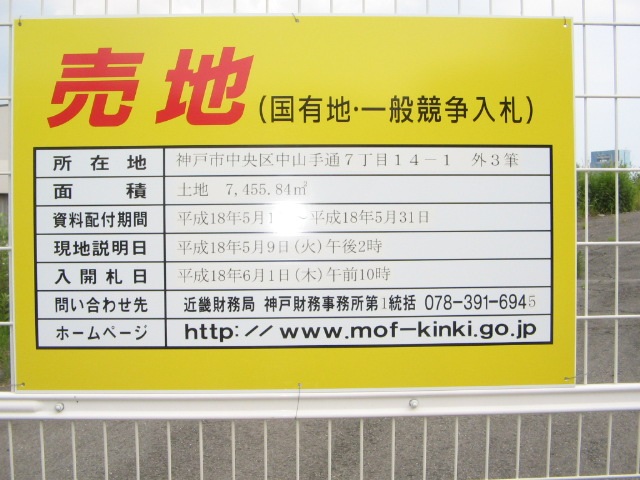 売地（国有地・一般競争入札）
所在地 神戸市中央区中山手通７丁目１４－１　外３筆
面積 土地　7,455.84㎡
資料配付期間 平成18年5月1 ～平成18年5月31日
現地説明日 平成18年5月9日(火)午後2時
入開札日 平成18年6月1日(木)午前10時
問い合わせ先 近畿財務局 神戸財務事務所第1統括 078-391-6945
ホームページ http://www.mof-kinki.go.jp